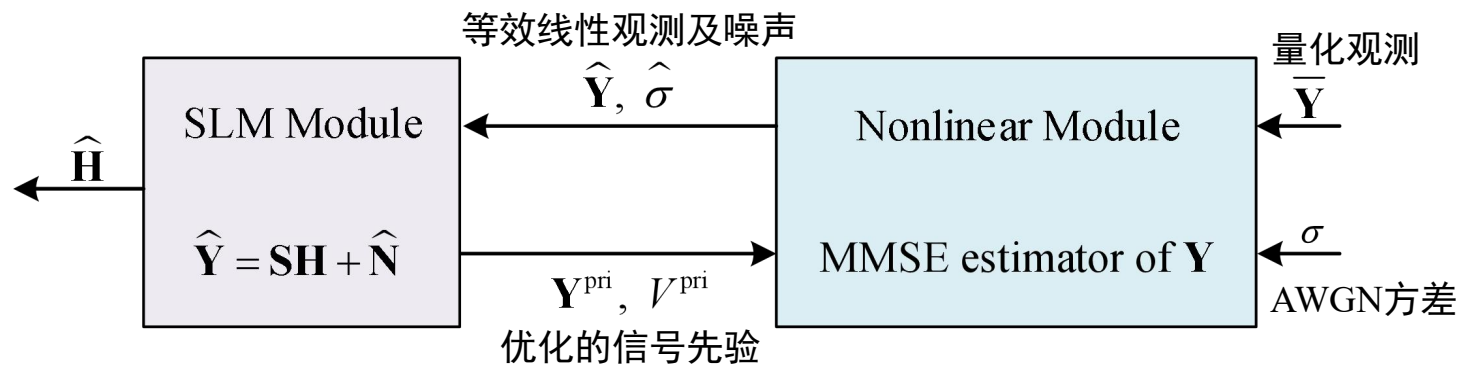 等效线性观测及噪声
Ŷ, σ̂
量化观测
Y̅
SLM Module
Nonlinear Module
Ĥ
Ŷ = SH + N̂
MMSE estimator of Y
σ
Y^pri, V^pri
AWGN方差
优化的信号先验